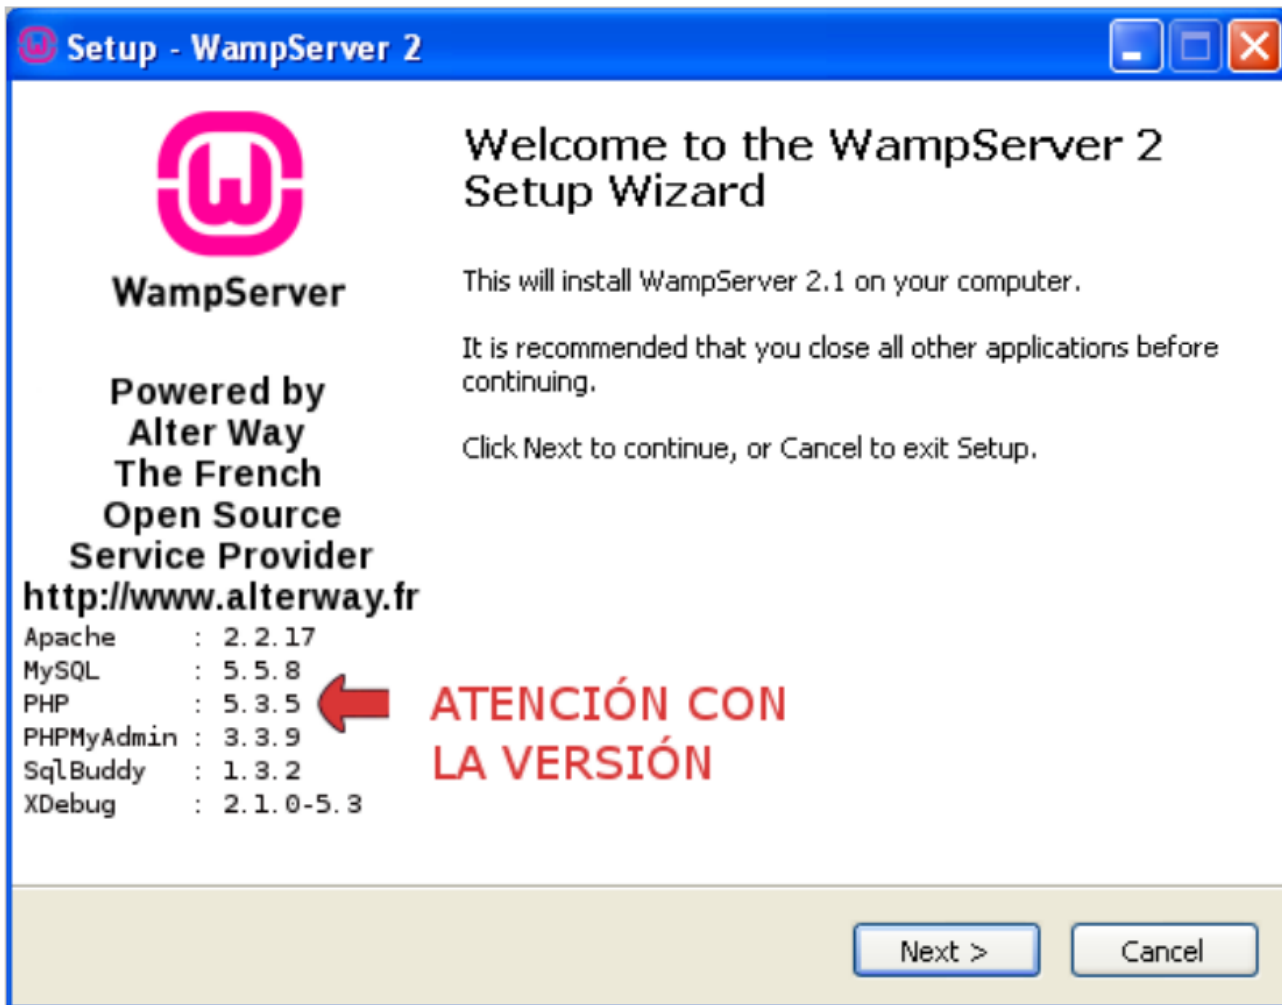 Setup - WampServer 2
W
WampServer
Powered by
Alter Way
The French
Open Source
Service Provider
http://www.alterway.fr
Apache : 2.2.17
MySQL : 5.5.8
PHP : 5.3.5
PHPMyAdmin : 3.3.9
SqlBuddy : 1.3.2
XDebug : 2.1.0-5.3
Welcome to the WampServer 2
Setup Wizard
This will install WampServer 2.1 on your computer.
It is recommended that you close all other applications before
continuing.
Click Next to continue, or Cancel to exit Setup.
ATENCIÓN CON
LA VERSIÓN
Next >
Cancel